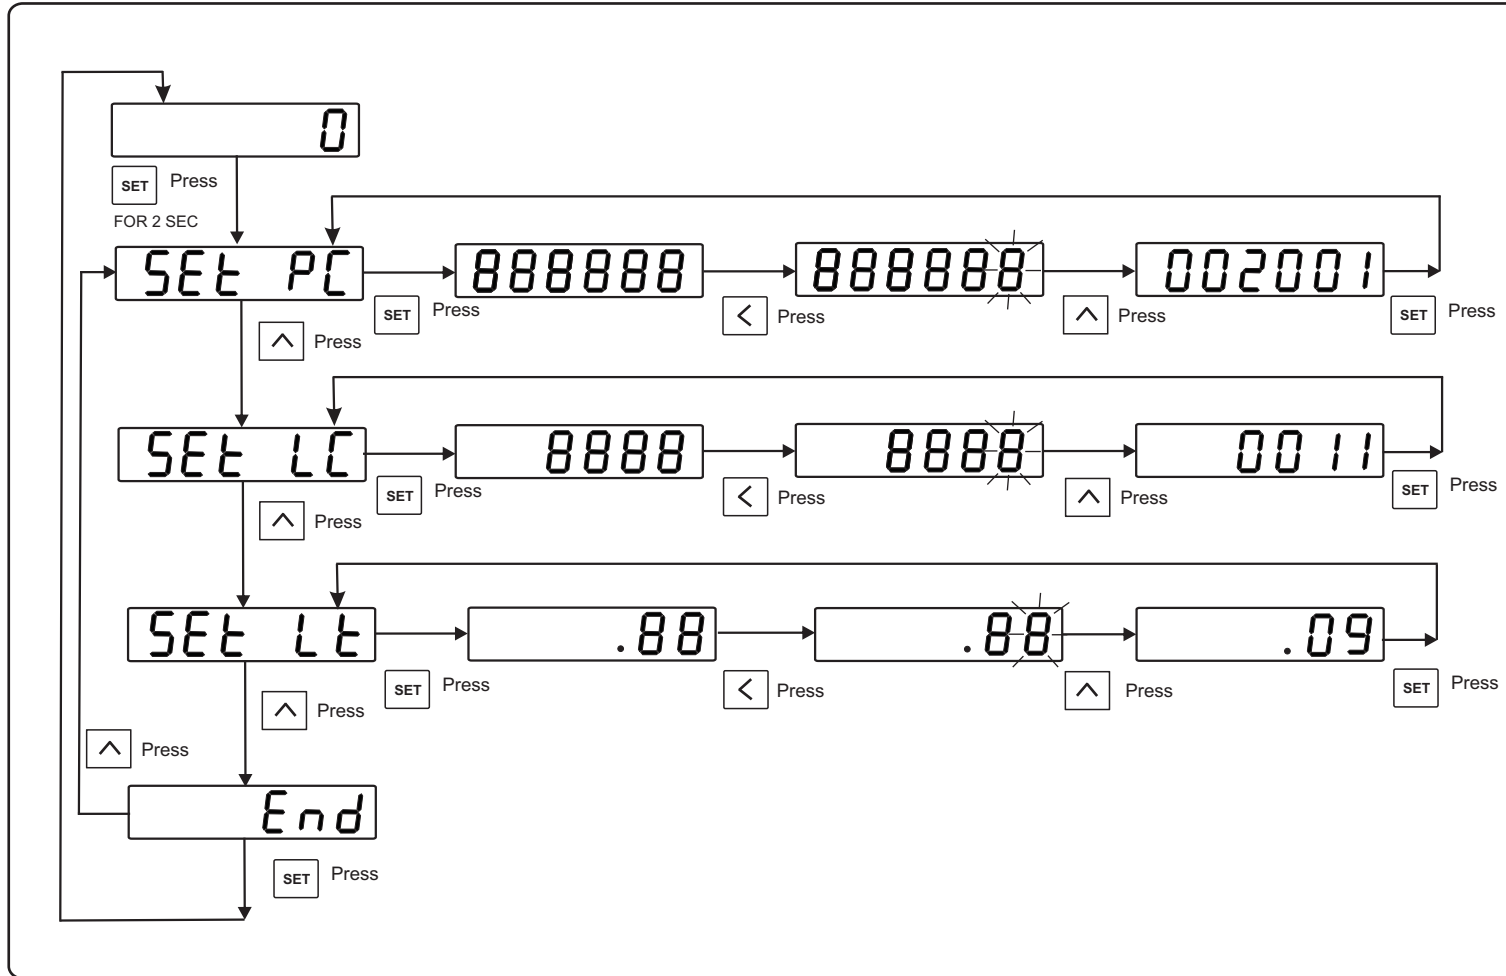 0
SET Press
FOR 2 SEC
SEt PC 888888 888888 002001
SET Press < Press ^ Press SET Press
^ Press
SEt LC 8888 8888 0011
SET Press < Press ^ Press SET Press
^ Press
SEt Lt .88 .88 .09
SET Press < Press ^ Press SET Press
^ Press
^ Press
End
SET Press